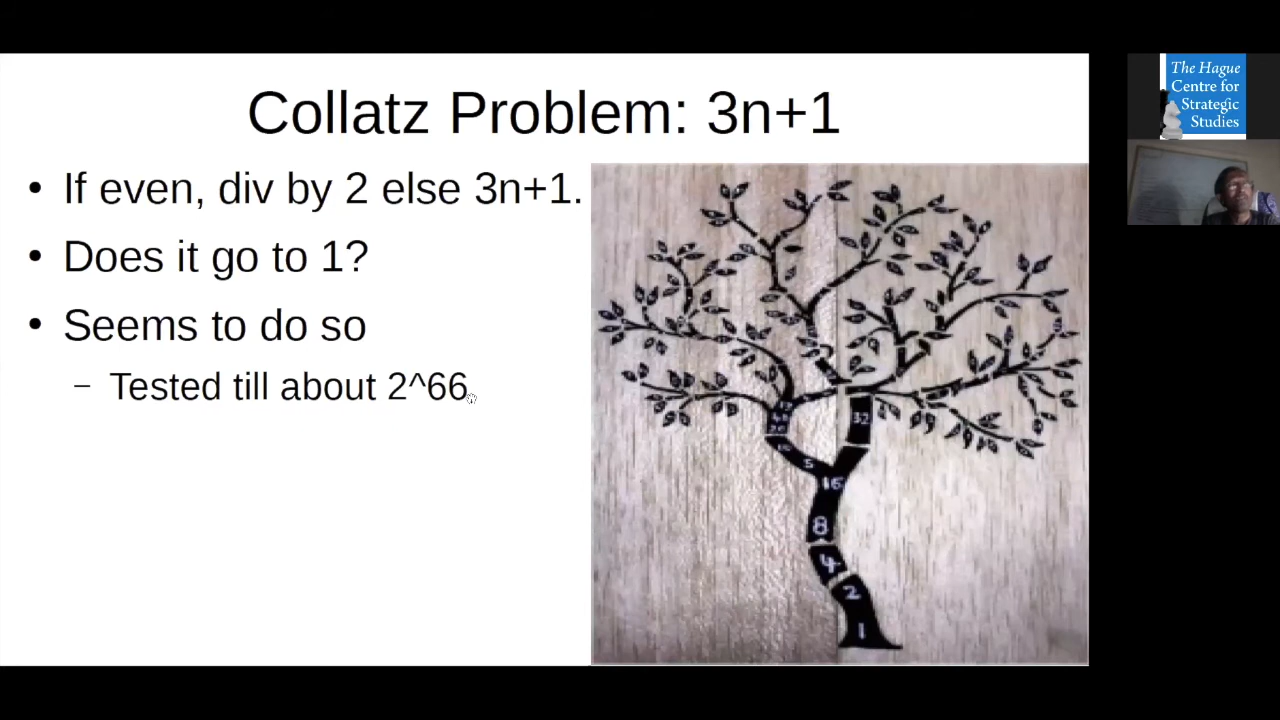 Collatz Problem: 3n+1
If even, div by 2 else 3n+1.
Does it go to 1?
Seems to do so
– Tested till about 2^66
32
5
16
8
4
2
1
The Hague
Centre for
Strategic
Studies